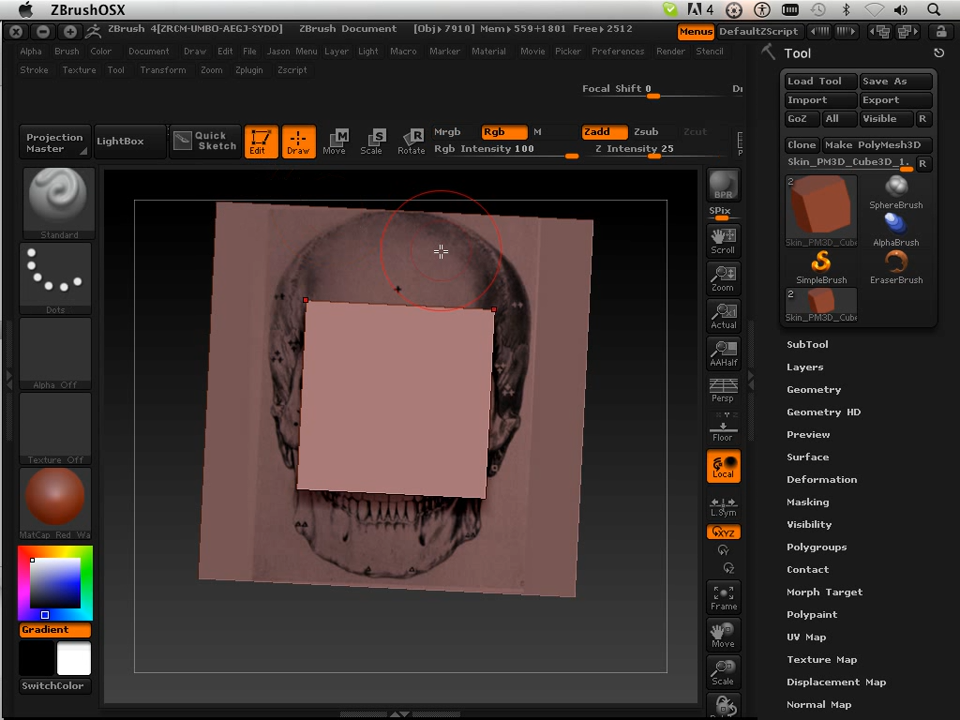 ZBrushOSX
4
ZBrush 4[ZRCM-UMBO-AEGJ-SYDD] ZBrush Document [Obj▸7910] Mem▸559+1801 Free▸2512 Menus DefaultZScript
Alpha Brush Color Document Draw Edit File Jason Menu Layer Light Macro Marker Material Movie Picker Preferences Render Stencil
Stroke Texture Tool Transform Zoom Zplugin Zscript
Focal Shift 0
Projection Master
LightBox
Quick Sketch
Edit Draw Move Scale Rotate
Mrgb Rgb M Zadd Zsub Zcut
Rgb Intensity 100 Z Intensity 25
Standard
Dots
Alpha Off
Texture Off
MatCap Red Wa
Gradient
SwitchColor
BPR
SPix
Scroll
Zoom
Actual
AAHalf
Persp
Floor
Local
L.Sym
XYZ
Frame
Move
Scale
Tool
Load Tool Save As
Import Export
GoZ All Visible R
Clone Make PolyMesh3D
Skin_PM3D_Cube3D_1. R
2
Skin_PM3D_Cube3D
SphereBrush
AlphaBrush
SimpleBrush EraserBrush
2
Skin_PM3D_Cube
SubTool
Layers
Geometry
Geometry HD
Preview
Surface
Deformation
Masking
Visibility
Polygroups
Contact
Morph Target
Polypaint
UV Map
Texture Map
Displacement Map
Normal Map